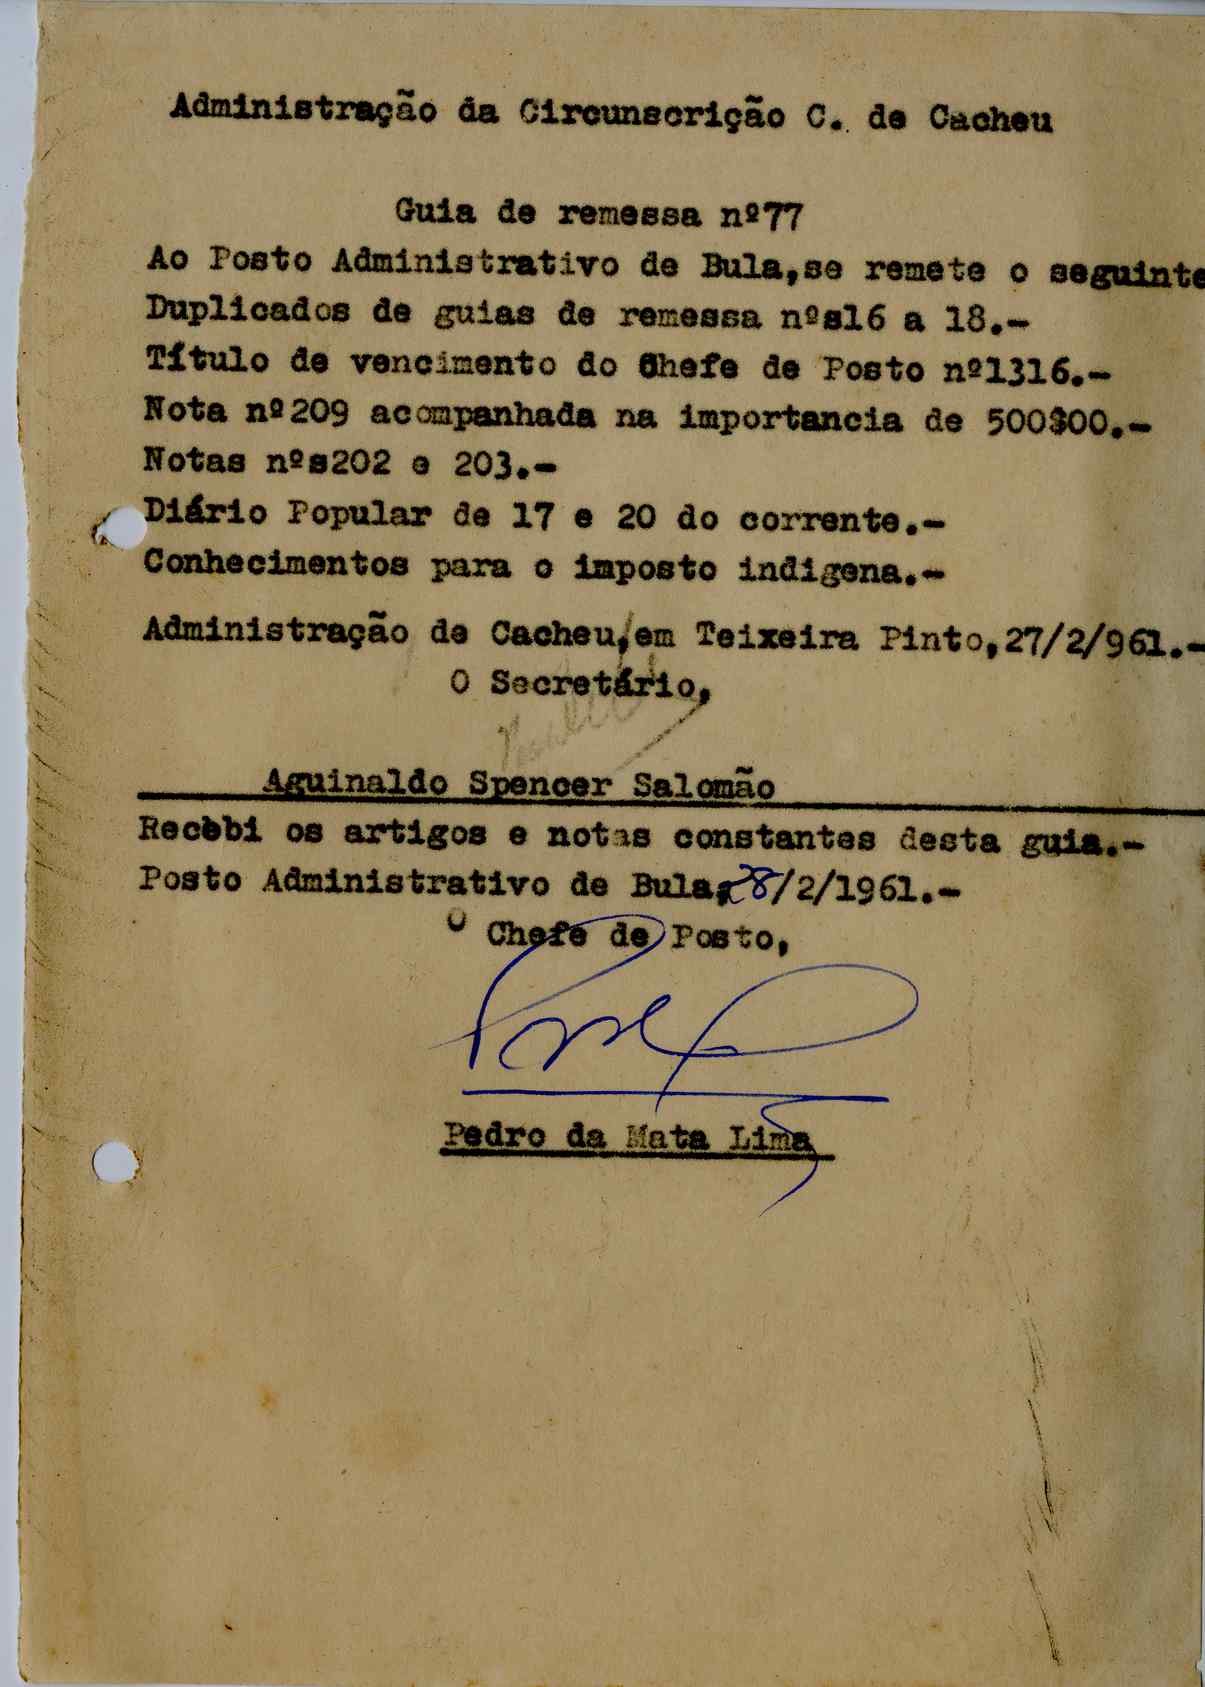 Administração da Circunscrição C. de Cacheu
Guia de remessa nº77
Ao Posto Administrativo de Bula,se remete o seguinte
Duplicados de guias de remessa nºs16 a 18.-
Título de vencimento do Chefe de Posto nº1316.-
Nota nº209 acompanhada na importancia de 500$00.-
Notas nºs202 e 203.-
Diário Popular de 17 e 20 do corrente.-
Conhecimentos para o imposto indigena.-
Administração de Cacheu,em Teixeira Pinto,27/2/961.-
O Secretário,
Aguinaldo Spencer Salomão
Recebi os artigos e notas constantes desta guia.-
Posto Administrativo de Bula,28/2/1961.-
O Chefe de Posto,
Pedro da Mata Lima